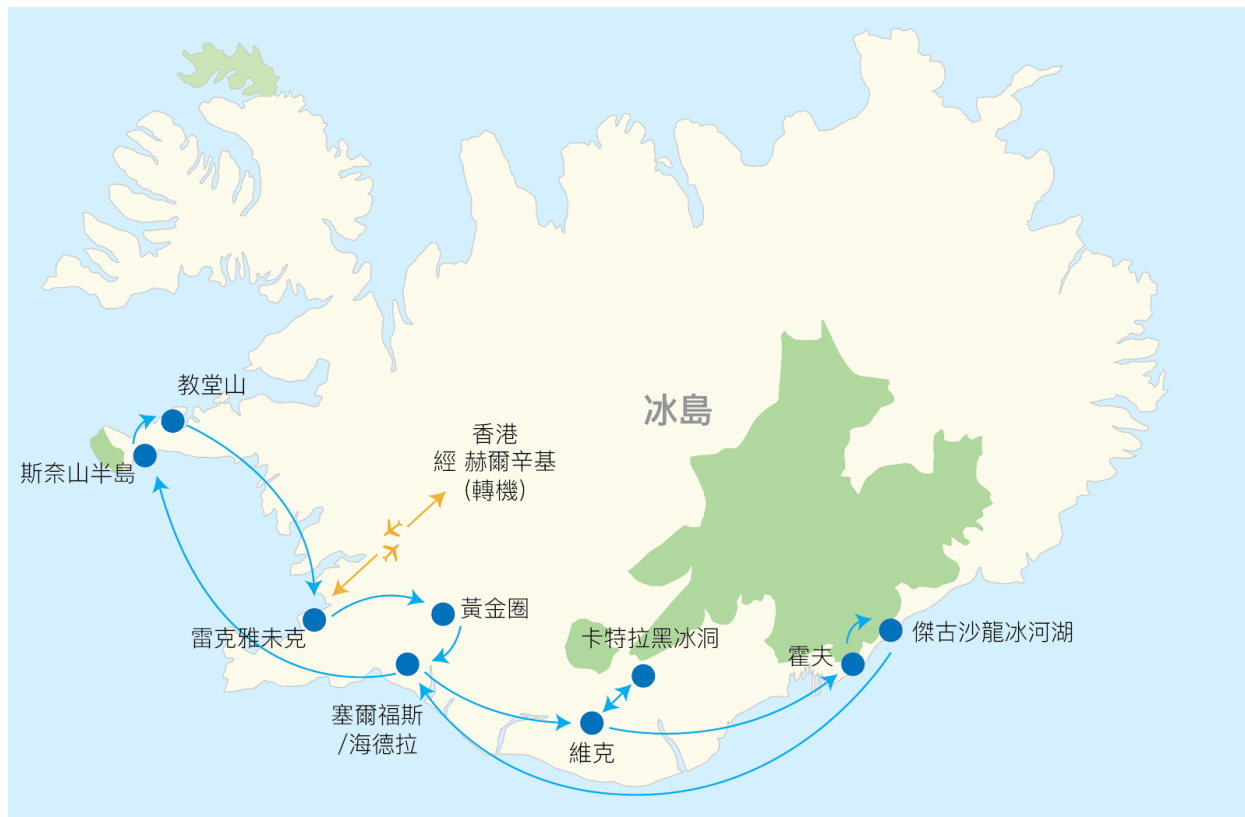 教堂山
冰島
香港
經 赫爾辛基
(轉機)
斯奈山半島
黃金圈
雷克雅未克
卡特拉黑冰洞
傑古沙龍冰河湖
霍夫
塞爾福斯
/海德拉
維克